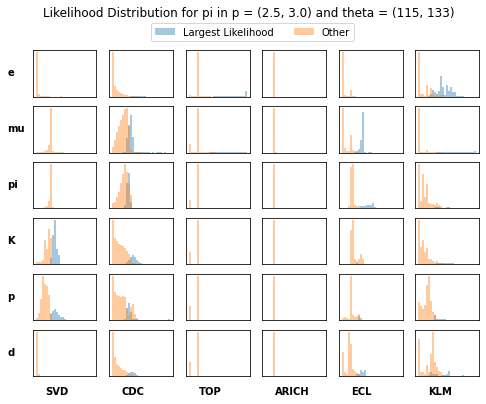 Likelihood Distribution for pi in p = (2.5, 3.0) and theta = (115, 133)
Largest Likelihood Other
e
mu
pi
K
p
d
SVD CDC TOP ARICH ECL KLM